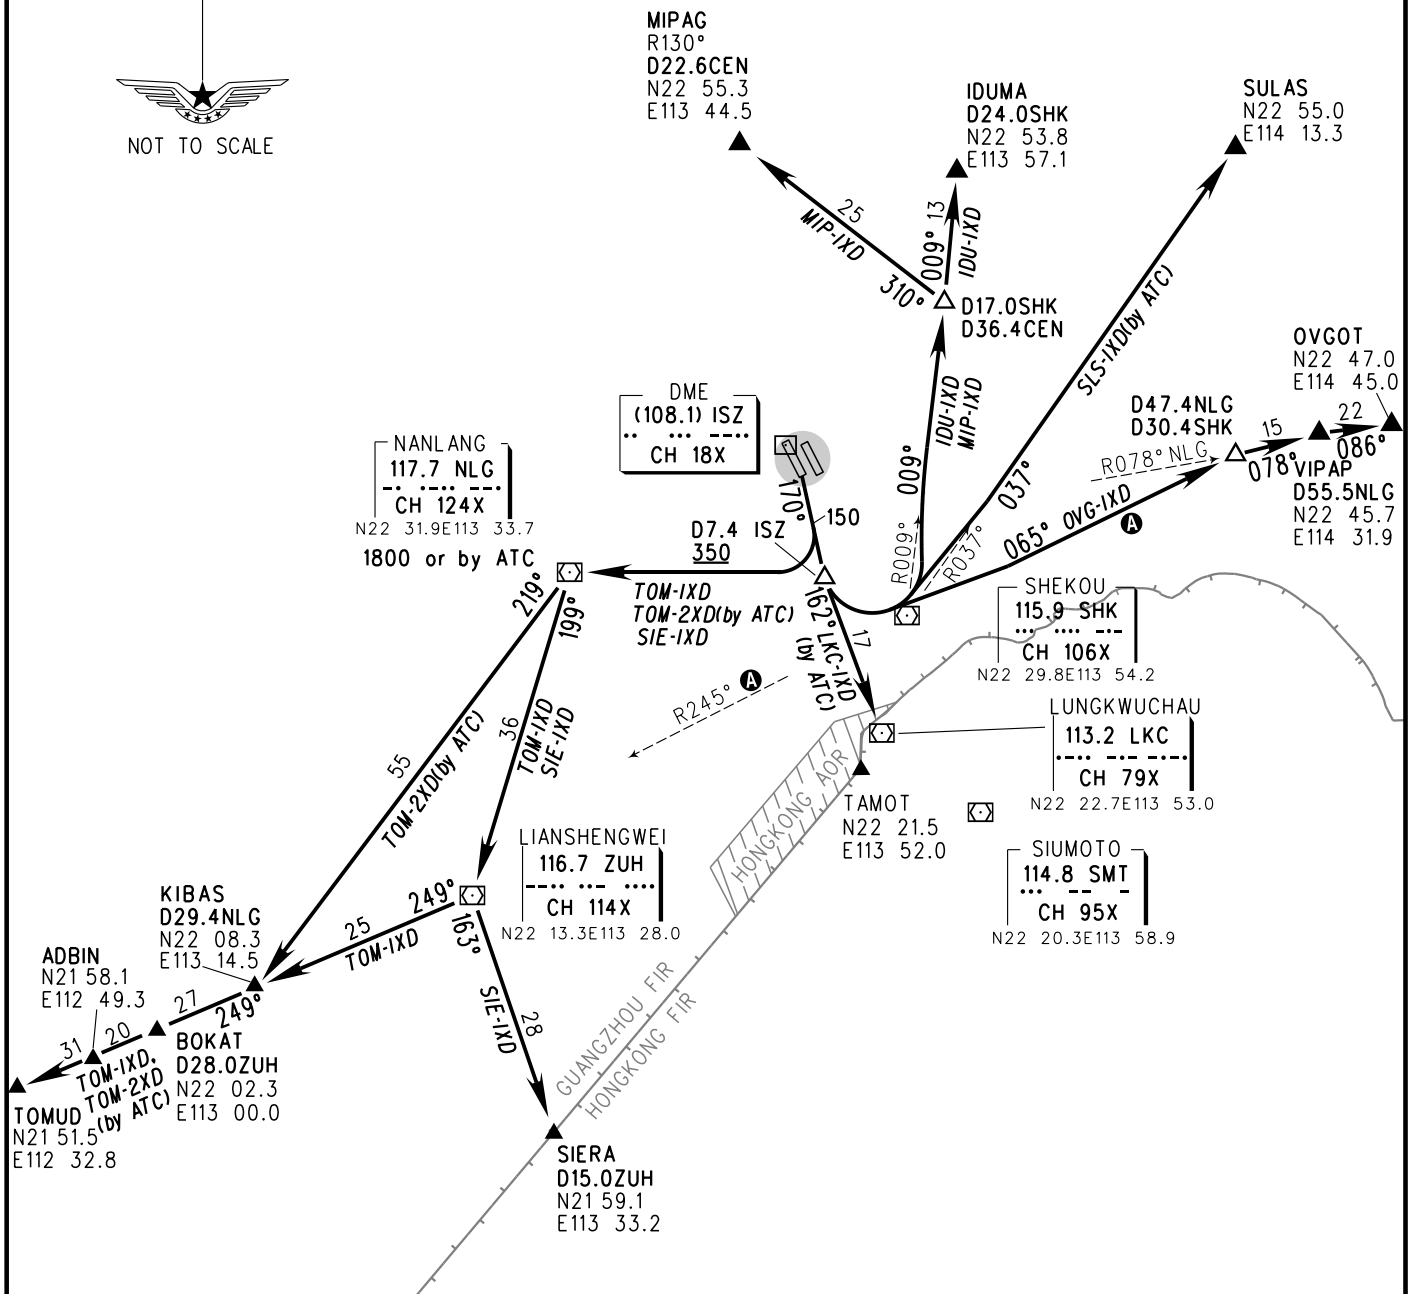 NOT TO SCALE
MIPAG
R130°
D22.6CEN
N22 55.3
E113 44.5
IDUMA
D24.0SHK
N22 53.8
E113 57.1
SULAS
N22 55.0
E114 13.3
25
MIP-IXD
310°
009° 13
IDU-IXD
D17.0SHK
D36.4CEN
SLS-IXD(by ATC)
037°
R037°
IDU-IXD
MIP-IXD
009°
R009°
OVGOT
N22 47.0
E114 45.0
D47.4NLG
D30.4SHK
15
22
078°
086°
R078° NLG
VIPAP
D55.5NLG
N22 45.7
E114 31.9
065° OVG-IXD
A
DME
(108.1) ISZ
CH 18X
170°
150
D7.4 ISZ
350
NANLANG
117.7 NLG
CH 124X
N22 31.9E113 33.7
1800 or by ATC
TOM-IXD
TOM-2XD(by ATC)
SIE-IXD
219°
199°
162° LKC-IXD
(by ATC)
17
SHEKOU
115.9 SHK
CH 106X
N22 29.8E113 54.2
R245°
A
LUNGKWUCHAU
113.2 LKC
CH 79X
N22 22.7E113 53.0
TAMOT
N22 21.5
E113 52.0
HONGKONG AOR
SIUMOTO
114.8 SMT
CH 95X
N22 20.3E113 58.9
55
TOM-2XD(by ATC)
36
TOM-IXD
SIE-IXD
LIANSHENGWEI
116.7 ZUH
CH 114X
N22 13.3E113 28.0
249°
163°
25
TOM-IXD
SIE-IXD
28
KIBAS
D29.4NLG
N22 08.3
E113 14.5
ADBIN
N21 58.1
E112 49.3
27
249°
20
31
TOM-IXD,
TOM-2XD
(by ATC)
BOKAT
D28.0ZUH
N22 02.3
E113 00.0
TOMUD
N21 51.5
E112 32.8
GUANGZHOU FIR
HONGKONG FIR
SIERA
D15.0ZUH
N21 59.1
E113 33.2